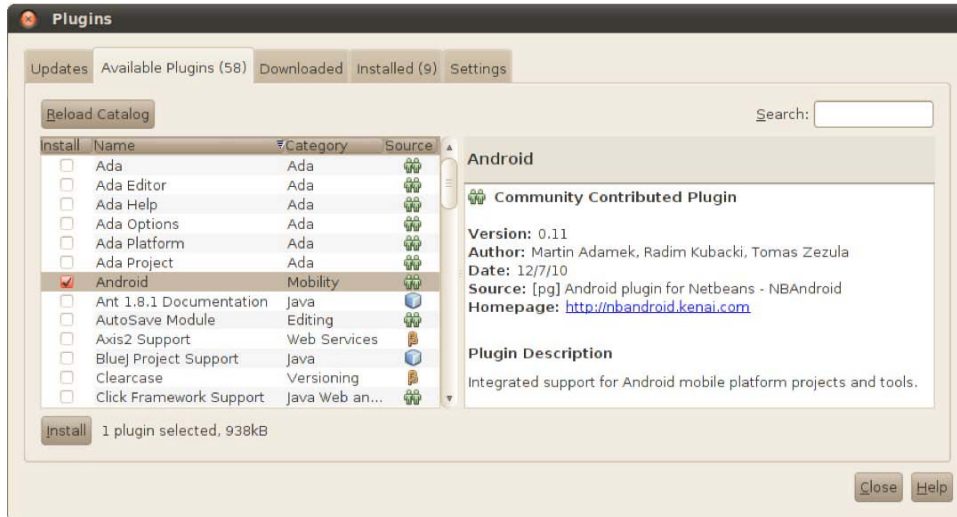 Plugins
Updates Available Plugins (58) Downloaded Installed (9) Settings
Reload Catalog
Search:
Install Name Category Source
Ada Ada
Ada Editor Ada
Ada Help Ada
Ada Options Ada
Ada Platform Ada
Ada Project Ada
Android Mobility
Ant 1.8.1 Documentation Java
AutoSave Module Editing
Axis2 Support Web Services
BlueJ Project Support Java
Clearcase Versioning
Click Framework Support Java Web an...
Android
Community Contributed Plugin
Version: 0.11
Author: Martin Adamek, Radim Kubacki, Tomas Zezula
Date: 12/7/10
Source: [pg] Android plugin for Netbeans - NBAndroid
Homepage: http://nbandroid.kenai.com
Plugin Description
Integrated support for Android mobile platform projects and tools.
Install 1 plugin selected, 938kB
Close Help